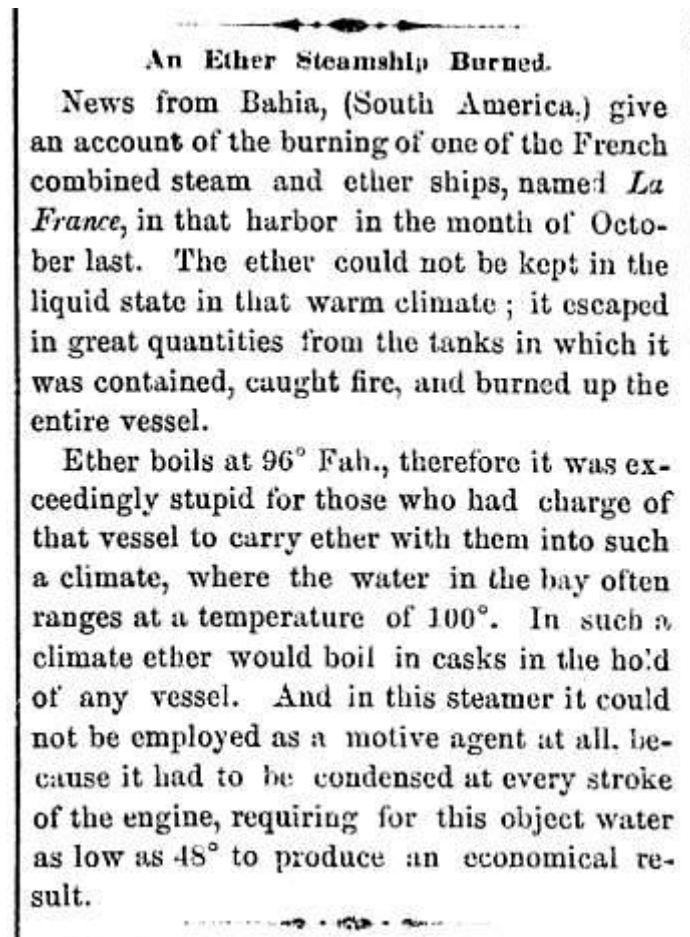 An Ether Steamship Burned.
News from Bahia, (South America,) give
an account of the burning of one of the French
combined steam and ether ships, named La
France, in that harbor in the month of Octo-
ber last. The ether could not be kept in the
liquid state in that warm climate ; it escaped
in great quantities from the tanks in which it
was contained, caught fire, and burned up the
entire vessel.
Ether boils at 96° Fah., therefore it was ex-
ceedingly stupid for those who had charge of
that vessel to carry ether with them into such
a climate, where the water in the bay often
ranges at a temperature of 100°. In such a
climate ether would boil in casks in the hold
of any vessel. And in this steamer it could
not be employed as a motive agent at all, be-
cause it had to be condensed at every stroke
of the engine, requiring for this object water
as low as 48° to produce an economical re-
sult.